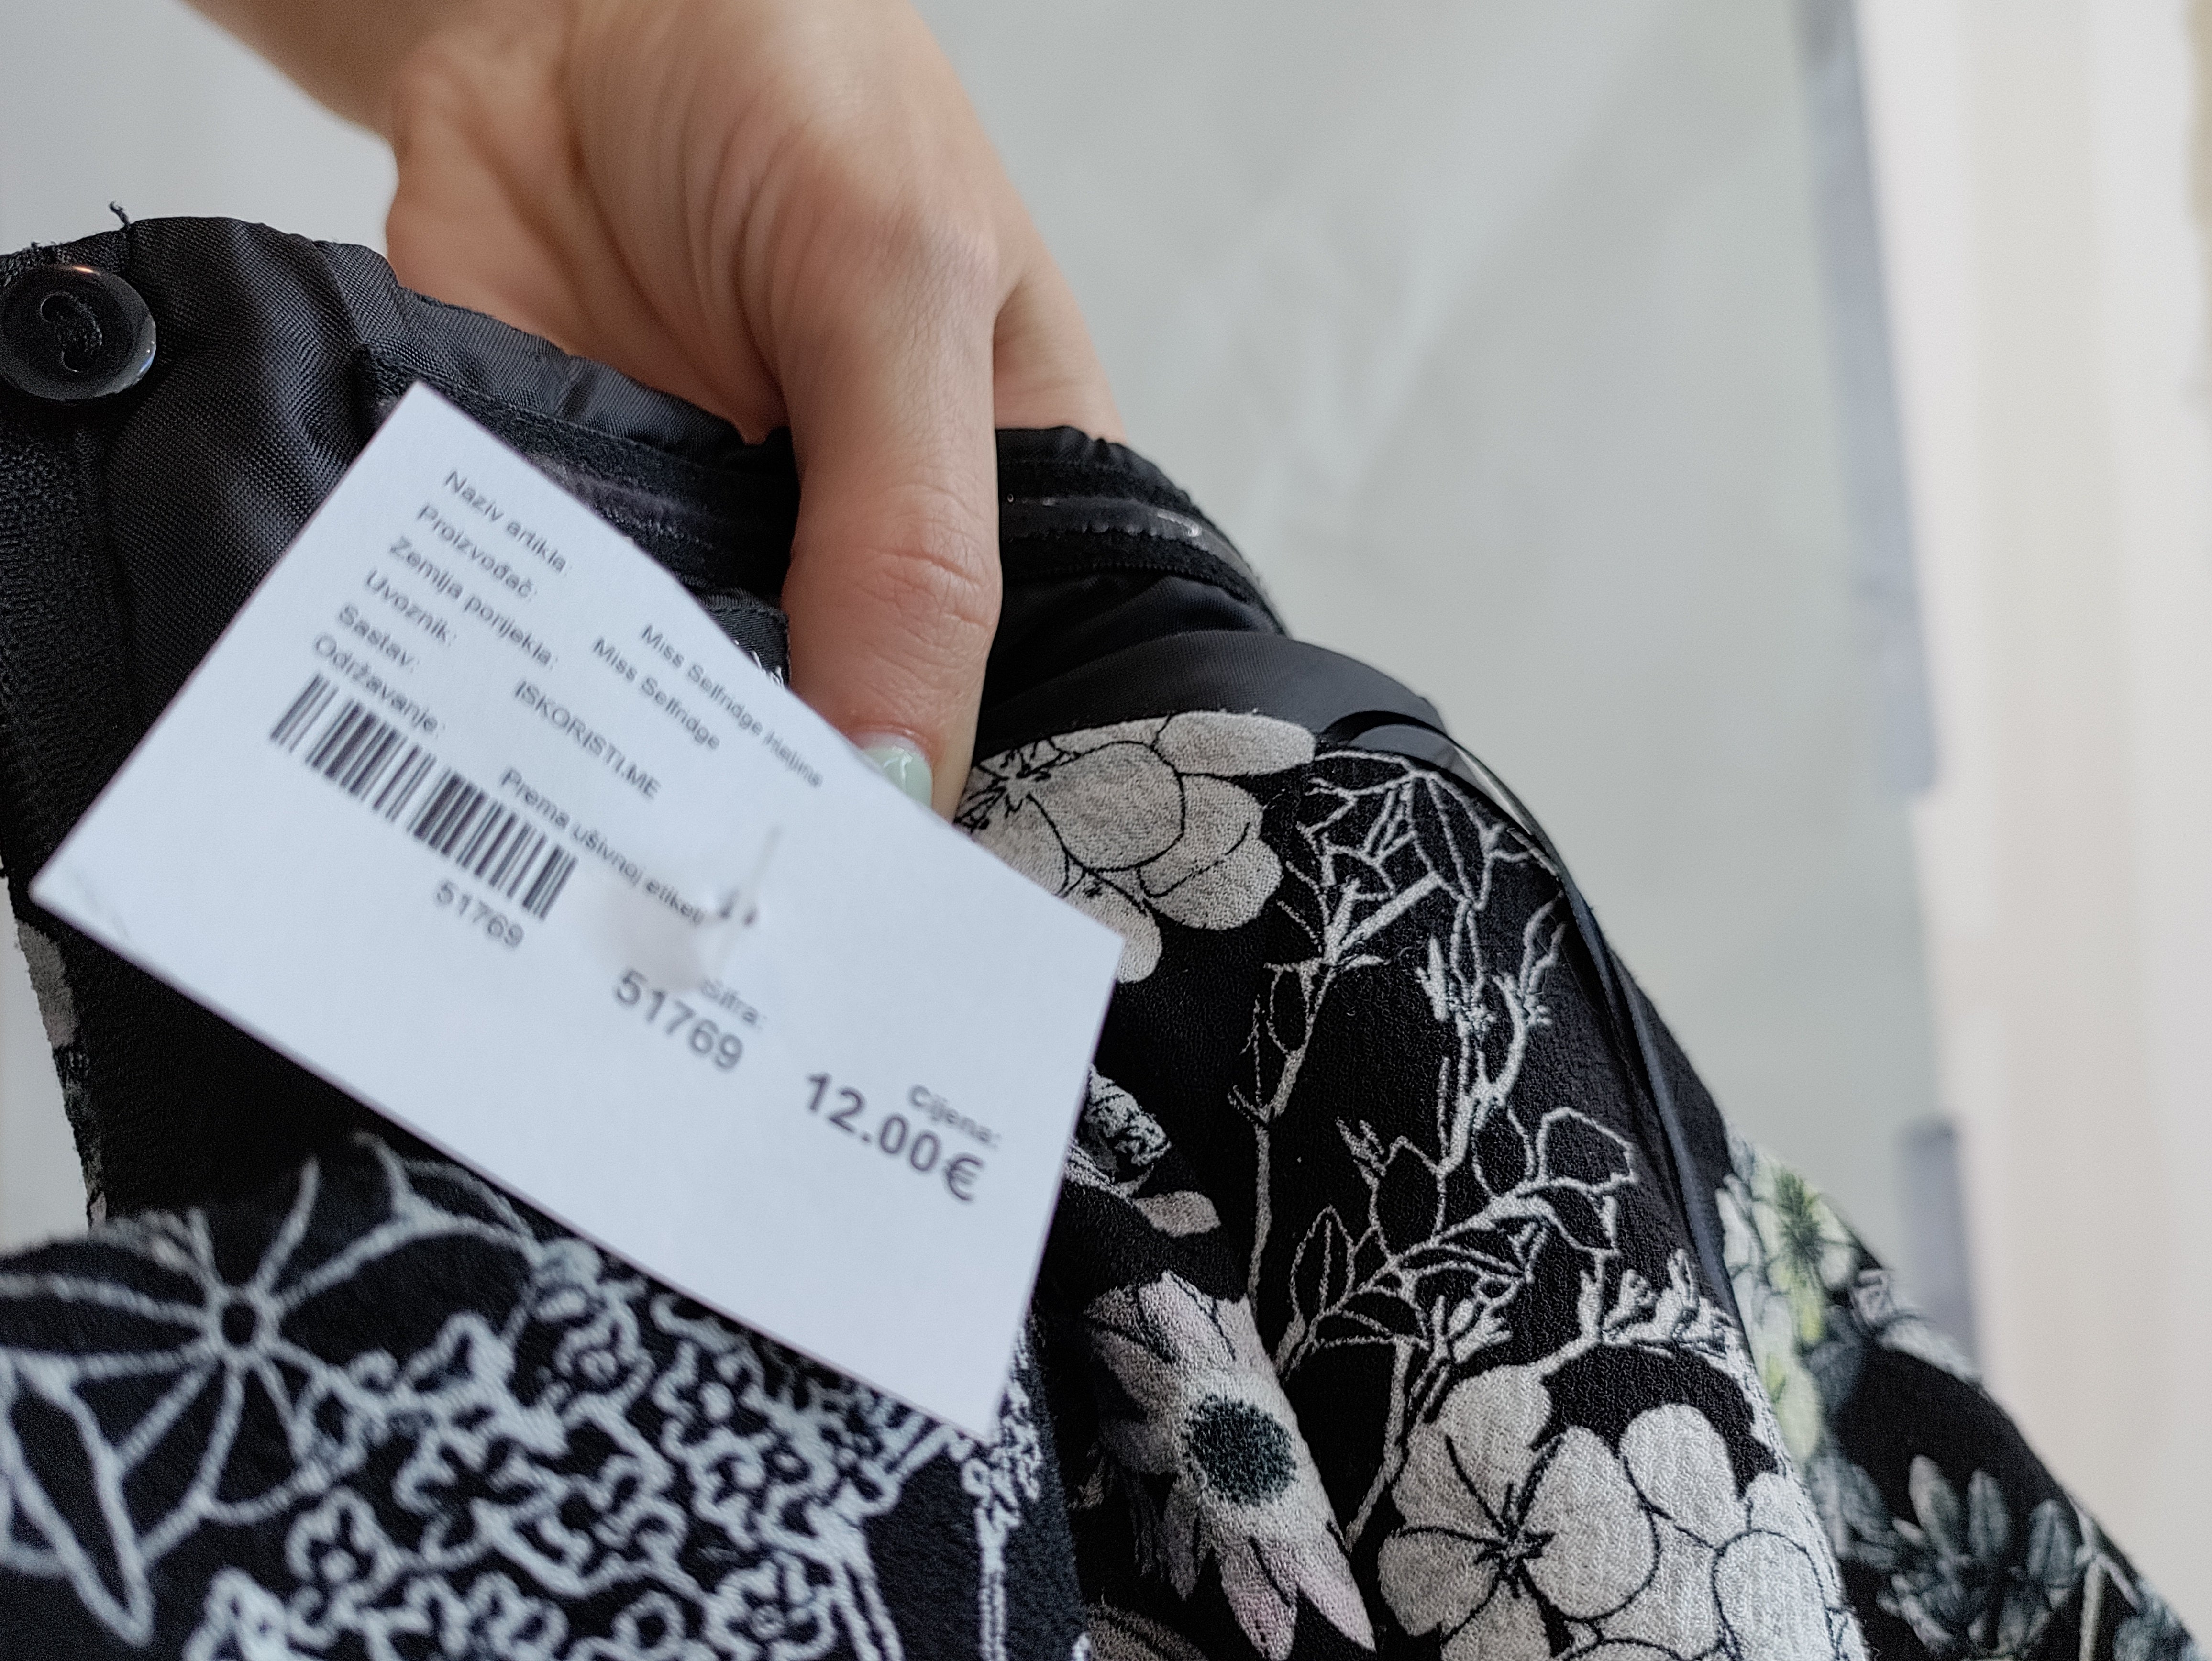 Naziv artikla: Miss Selfridge Haljina
Proizvođač: Miss Selfridge
Zemlja porijekla:
Uvoznik: ISKORISTI.ME
Sastav:
Održavanje: Prema ušivnoj etiketi
51769
Šifra:
51769
Cijena:
12.00€